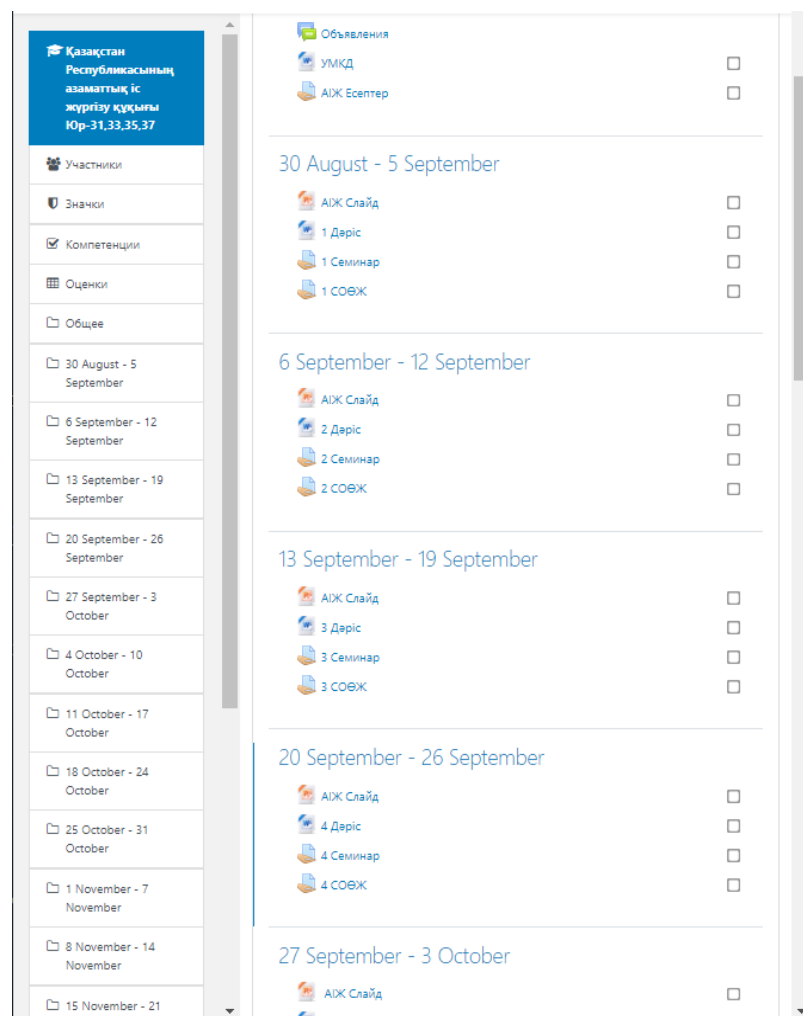 Қазақстан
Республикасының
азаматтық іс
жүргізу құқығы
Юр-31,33,35,37
Участники
Значки
Компетенции
Оценки
Общее
30 August - 5
September
6 September - 12
September
13 September - 19
September
20 September - 26
September
27 September - 3
October
4 October - 10
October
11 October - 17
October
18 October - 24
October
25 October - 31
October
1 November - 7
November
8 November - 14
November
15 November - 21
Объявления
УМКД
АІЖ Есептер
30 August - 5 September
АІЖ Слайд
1 Дәріс
1 Семинар
1 СОӨЖ
6 September - 12 September
АІЖ Слайд
2 Дәріс
2 Семинар
2 СОӨЖ
13 September - 19 September
АІЖ Слайд
3 Дәріс
3 Семинар
3 СОӨЖ
20 September - 26 September
АІЖ Слайд
4 Дәріс
4 Семинар
4 СОӨЖ
27 September - 3 October
АІЖ Слайд